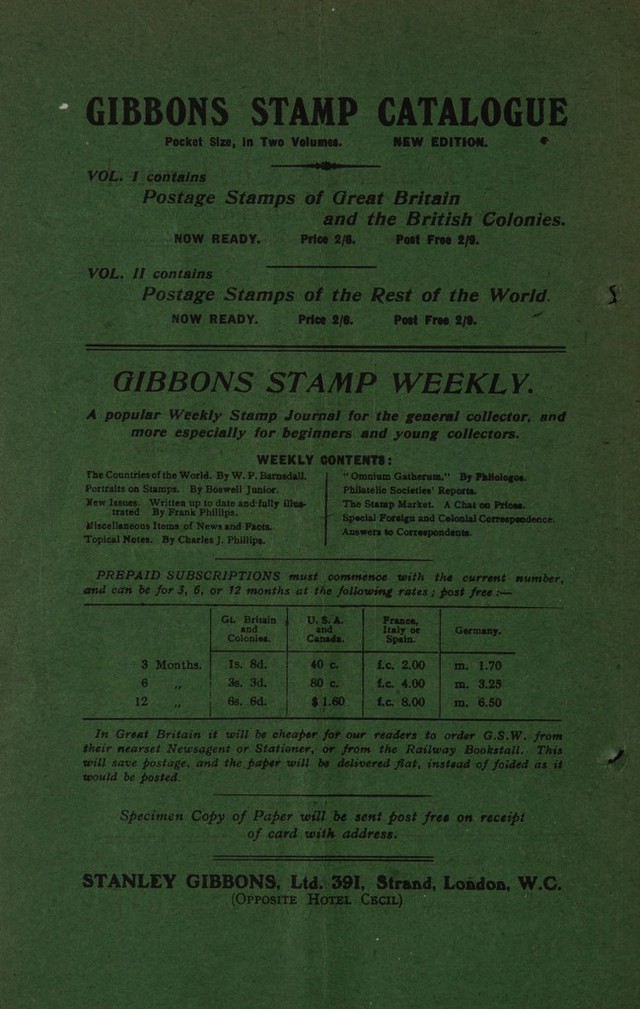 GIBBONS STAMP CATALOGUE
Pocket Size, in Two Volumes. NEW EDITION.
VOL. I contains
Postage Stamps of Great Britain
and the British Colonies.
NOW READY. Price 2/6. Post Free 2/9.
VOL. II contains
Postage Stamps of the Rest of the World.
NOW READY. Price 2/6. Post Free 2/9.
GIBBONS STAMP WEEKLY.
A popular Weekly Stamp Journal for the general collector, and
more especially for beginners and young collectors.
WEEKLY CONTENTS:
The Countries of the World. By W. P. Barnsdall.
Portraits on Stamps. By Boswell Junior.
New Issues. Written up to date and fully illus-
trated By Frank Phillips.
Miscellaneous Items of News and Facts.
Topical Notes. By Charles J. Phillips.
"Omnium Gatherum." By Philologos.
Philatelic Societies' Reports.
The Stamp Market. A Chat on Prices.
Special Foreign and Colonial Correspondence.
Answers to Correspondents.
PREPAID SUBSCRIPTIONS must commence with the current number,
and can be for 3, 6, or 12 months at the following rates; post free:—
Gt. Britain and Colonies. U. S. A. and Canada. France, Italy or Spain. Germany.
3 Months. 1s. 8d. 40 c. f.c. 2.00 m. 1.70
6 „ 3s. 3d. 80 c. f.c. 4.00 m. 3.25
12 „ 6s. 6d. $ 1.60 f.c. 8.00 m. 6.50
In Great Britain it will be cheaper for our readers to order G.S.W. from
their nearset Newsagent or Stationer, or from the Railway Bookstall. This
will save postage, and the paper will be delivered flat, instead of folded as it
would be posted.
Specimen Copy of Paper will be sent post free on receipt
of card with address.
STANLEY GIBBONS, Ltd. 391, Strand, London, W.C.
(OPPOSITE HOTEL CECIL)